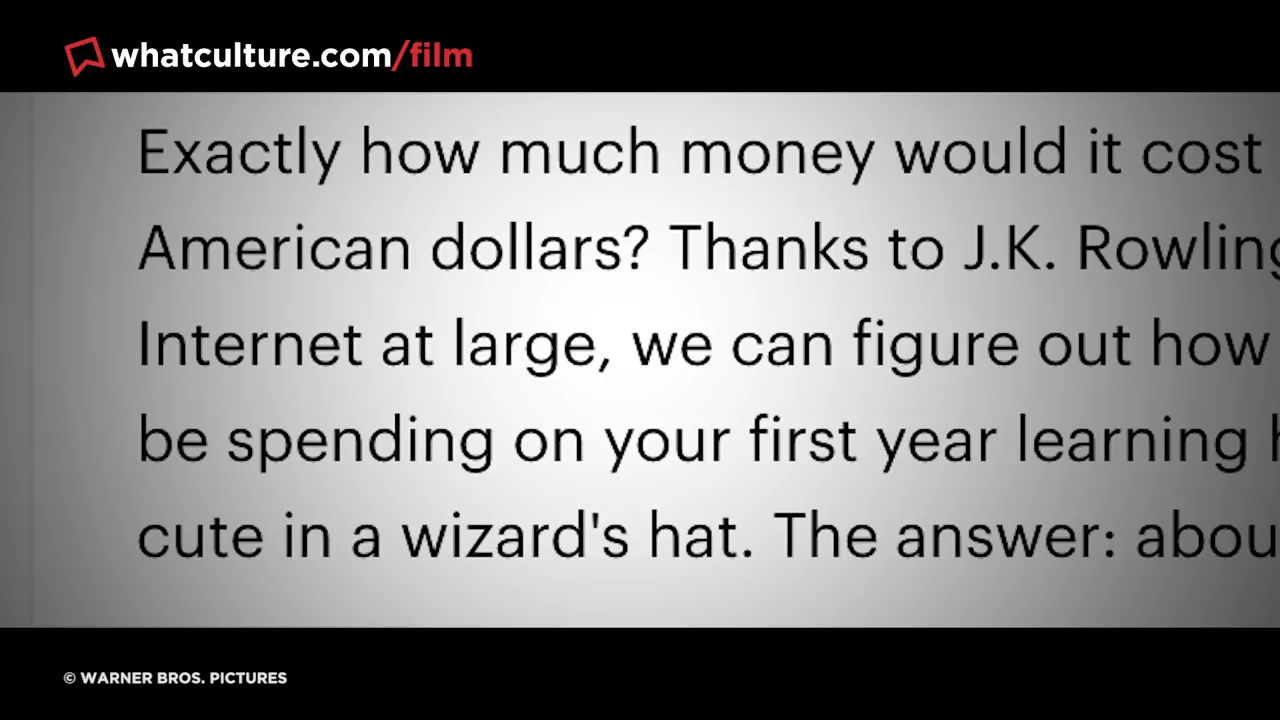 whatculture.com/film
Exactly how much money would it cost
American dollars? Thanks to J.K. Rowling
Internet at large, we can figure out how
be spending on your first year learning
cute in a wizard's hat. The answer:
© WARNER BROS. PICTURES